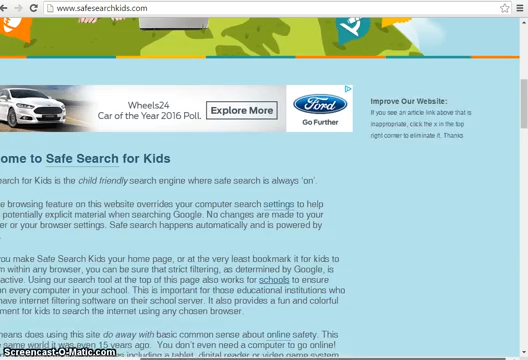 www.safesearchkids.com
Wheels24
Car of the Year 2016 Poll.
Explore More
Ford
Go Further
Improve Our Website:
If you see an article link above that is
inappropriate, click the x in the top
right corner to eliminate it. Thanks
ome to Safe Search for Kids
earch for Kids is the child friendly search engine where safe search is always ‘on’.
e browsing feature on this website overrides your computer search settings to help
potentially explicit material when searching Google. No changes are made to your
er or your browser settings. Safe search happens automatically and is powered by
you make Safe Search Kids your home page, or at the very least bookmark it for kids to
m within any browser, you can be sure that strict filtering, as determined by Google, is
active. Using our search tool at the top of this page also works for schools to ensure
n every computer in your school. This is important for those educational institutions who
have internet filtering software on their school server. It also provides a fun and colorful
ment for kids to search the internet using any chosen browser.
means does using this site do away with basic common sense about online safety. This
same world it was even 15 years ago. You don’t even need a computer to go online!
es including a tablet, digital reader or video game system
Screencast-O-Matic.com